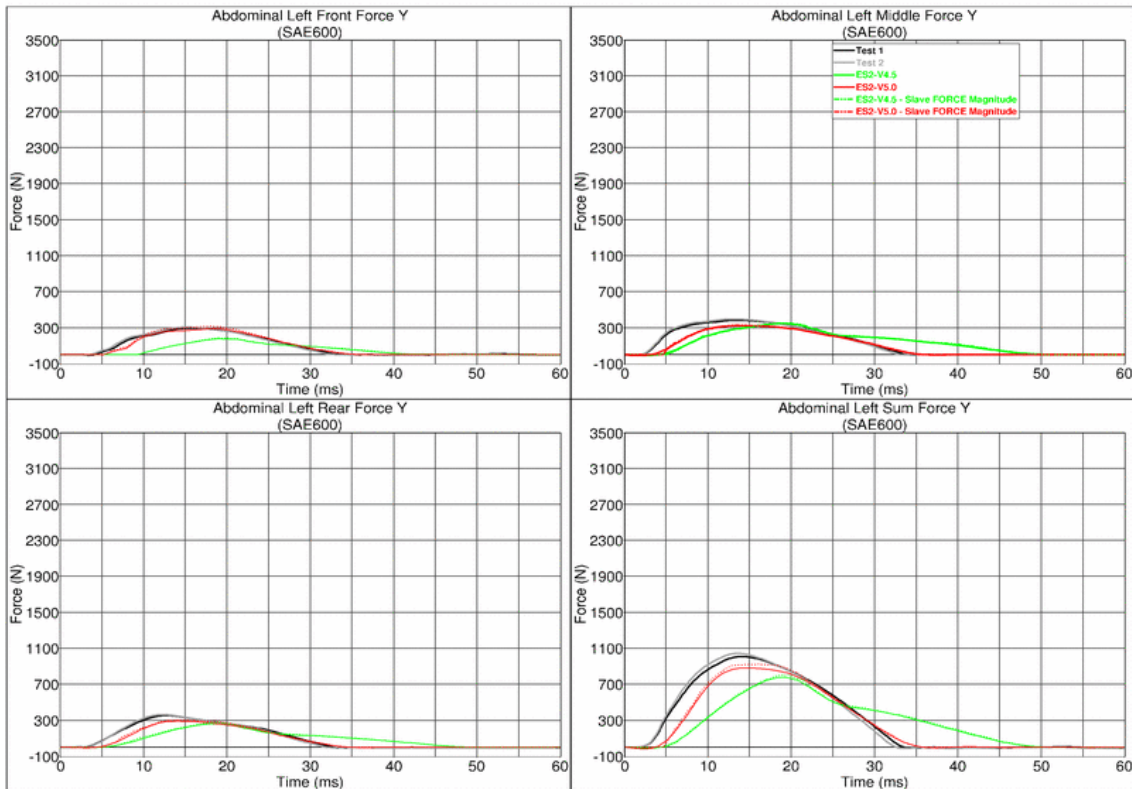 Abdominal Left Front Force Y
(SAE600)
3500
3100
2700
2300
1900
1500
1100
700
300
-100
Force (N)
0 10 20 30 40 50 60
Time (ms)
Abdominal Left Middle Force Y
(SAE600)
Test 1
Test 2
ES2-V4.5
ES2-V5.0
ES2-V4.5 - Slave FORCE Magnitude
ES2-V5.0 - Slave FORCE Magnitude
3500
3100
2700
2300
1900
1500
1100
700
300
-100
Force (N)
0 10 20 30 40 50 60
Time (ms)
Abdominal Left Rear Force Y
(SAE600)
3500
3100
2700
2300
1900
1500
1100
700
300
-100
Force (N)
0 10 20 30 40 50 60
Time (ms)
Abdominal Left Sum Force Y
(SAE600)
3500
3100
2700
2300
1900
1500
1100
700
300
-100
Force (N)
0 10 20 30 40 50 60
Time (ms)